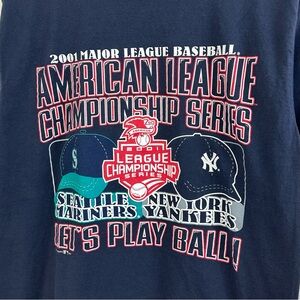 2001 MAJOR LEAGUE BASEBALL®
AMERICAN LEAGUE
CHAMPIONSHIP SERIES
2001
LEAGUE
CHAMPIONSHIP
SERIES
S
NY
SEATTLE
MARINERS
NEW YORK
YANKEES
LET'S PLAY BALL!